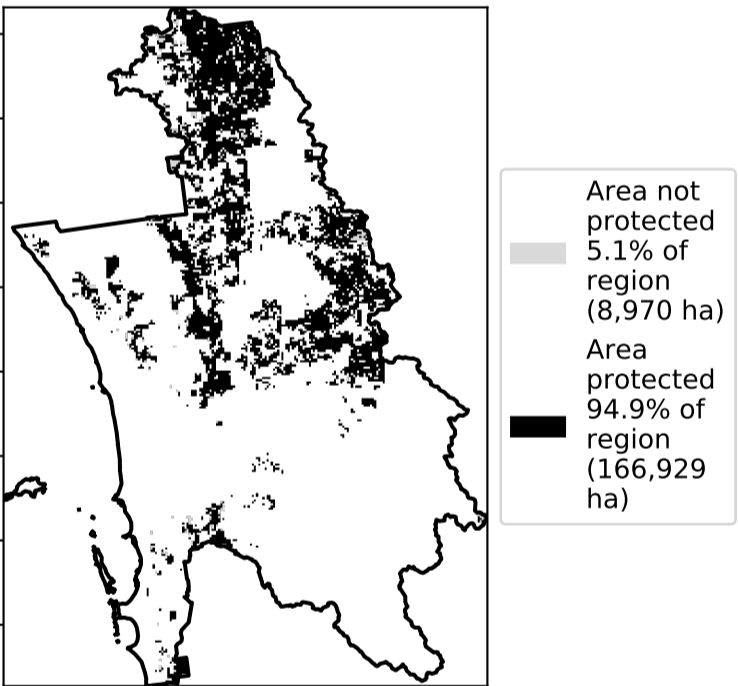 Area not
protected
5.1% of
region
(8,970 ha)
Area
protected
94.9% of
region
(166,929
ha)